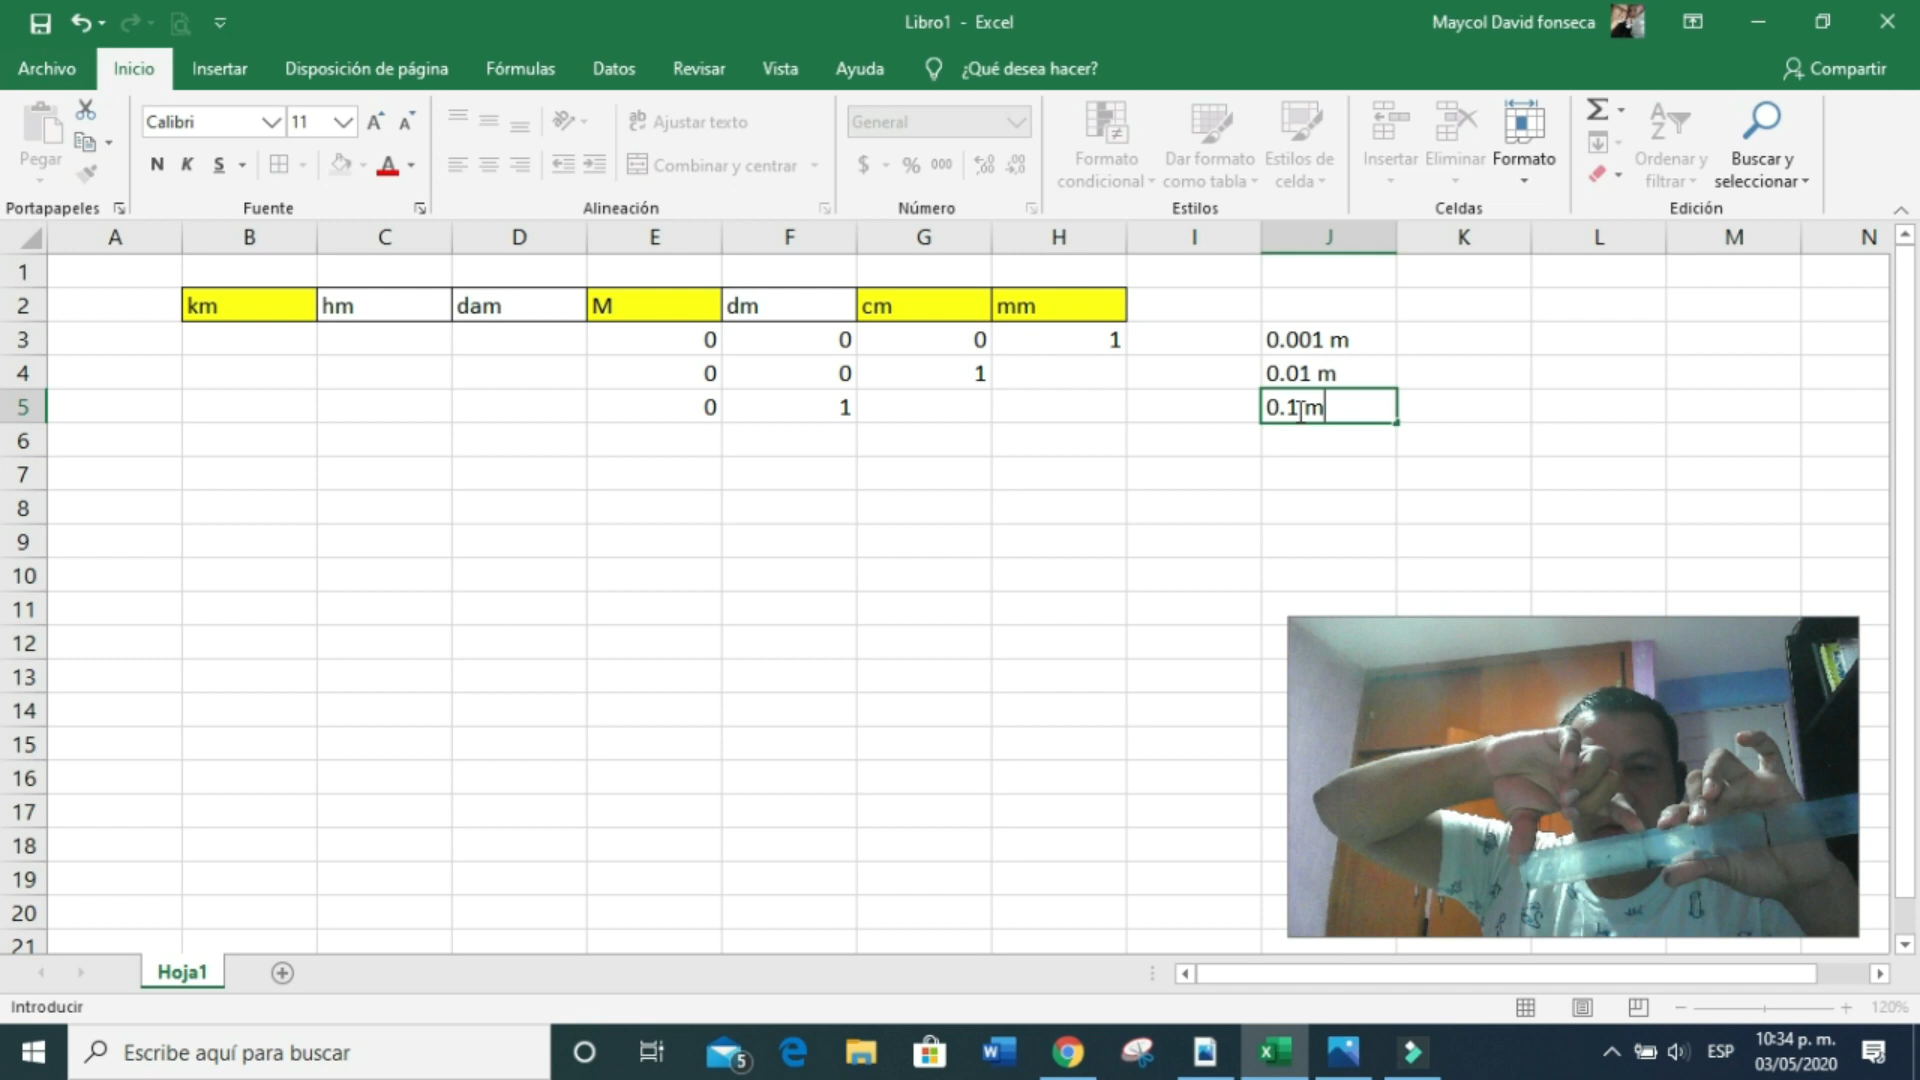 Libro1 - Excel
Maycol David fonseca
Archivo Inicio Insertar Disposición de página Fórmulas Datos Revisar Vista Ayuda ¿Qué desea hacer? Compartir
Pegar
Portapapeles
Calibri 11
N K S A
Fuente
Ajustar texto
Combinar y centrar
Alineación
General
$ % 000
Número
Formato condicional
Dar formato como tabla
Estilos de celda
Estilos
Insertar Eliminar Formato
Celdas
Ordenar y filtrar
Buscar y seleccionar
Edición
A B C D E F G H I J K L M N
1
2 km hm dam M dm cm mm
3 0 0 0 1 0.001 m
4 0 0 1 0.01 m
5 0 1 0.1 m
6
7
8
9
10
11
12
13
14
15
16
17
18
19
20
21
Hoja1
Introducir
120%
Escribe aquí para buscar
5
ESP
10:34 p. m.
03/05/2020